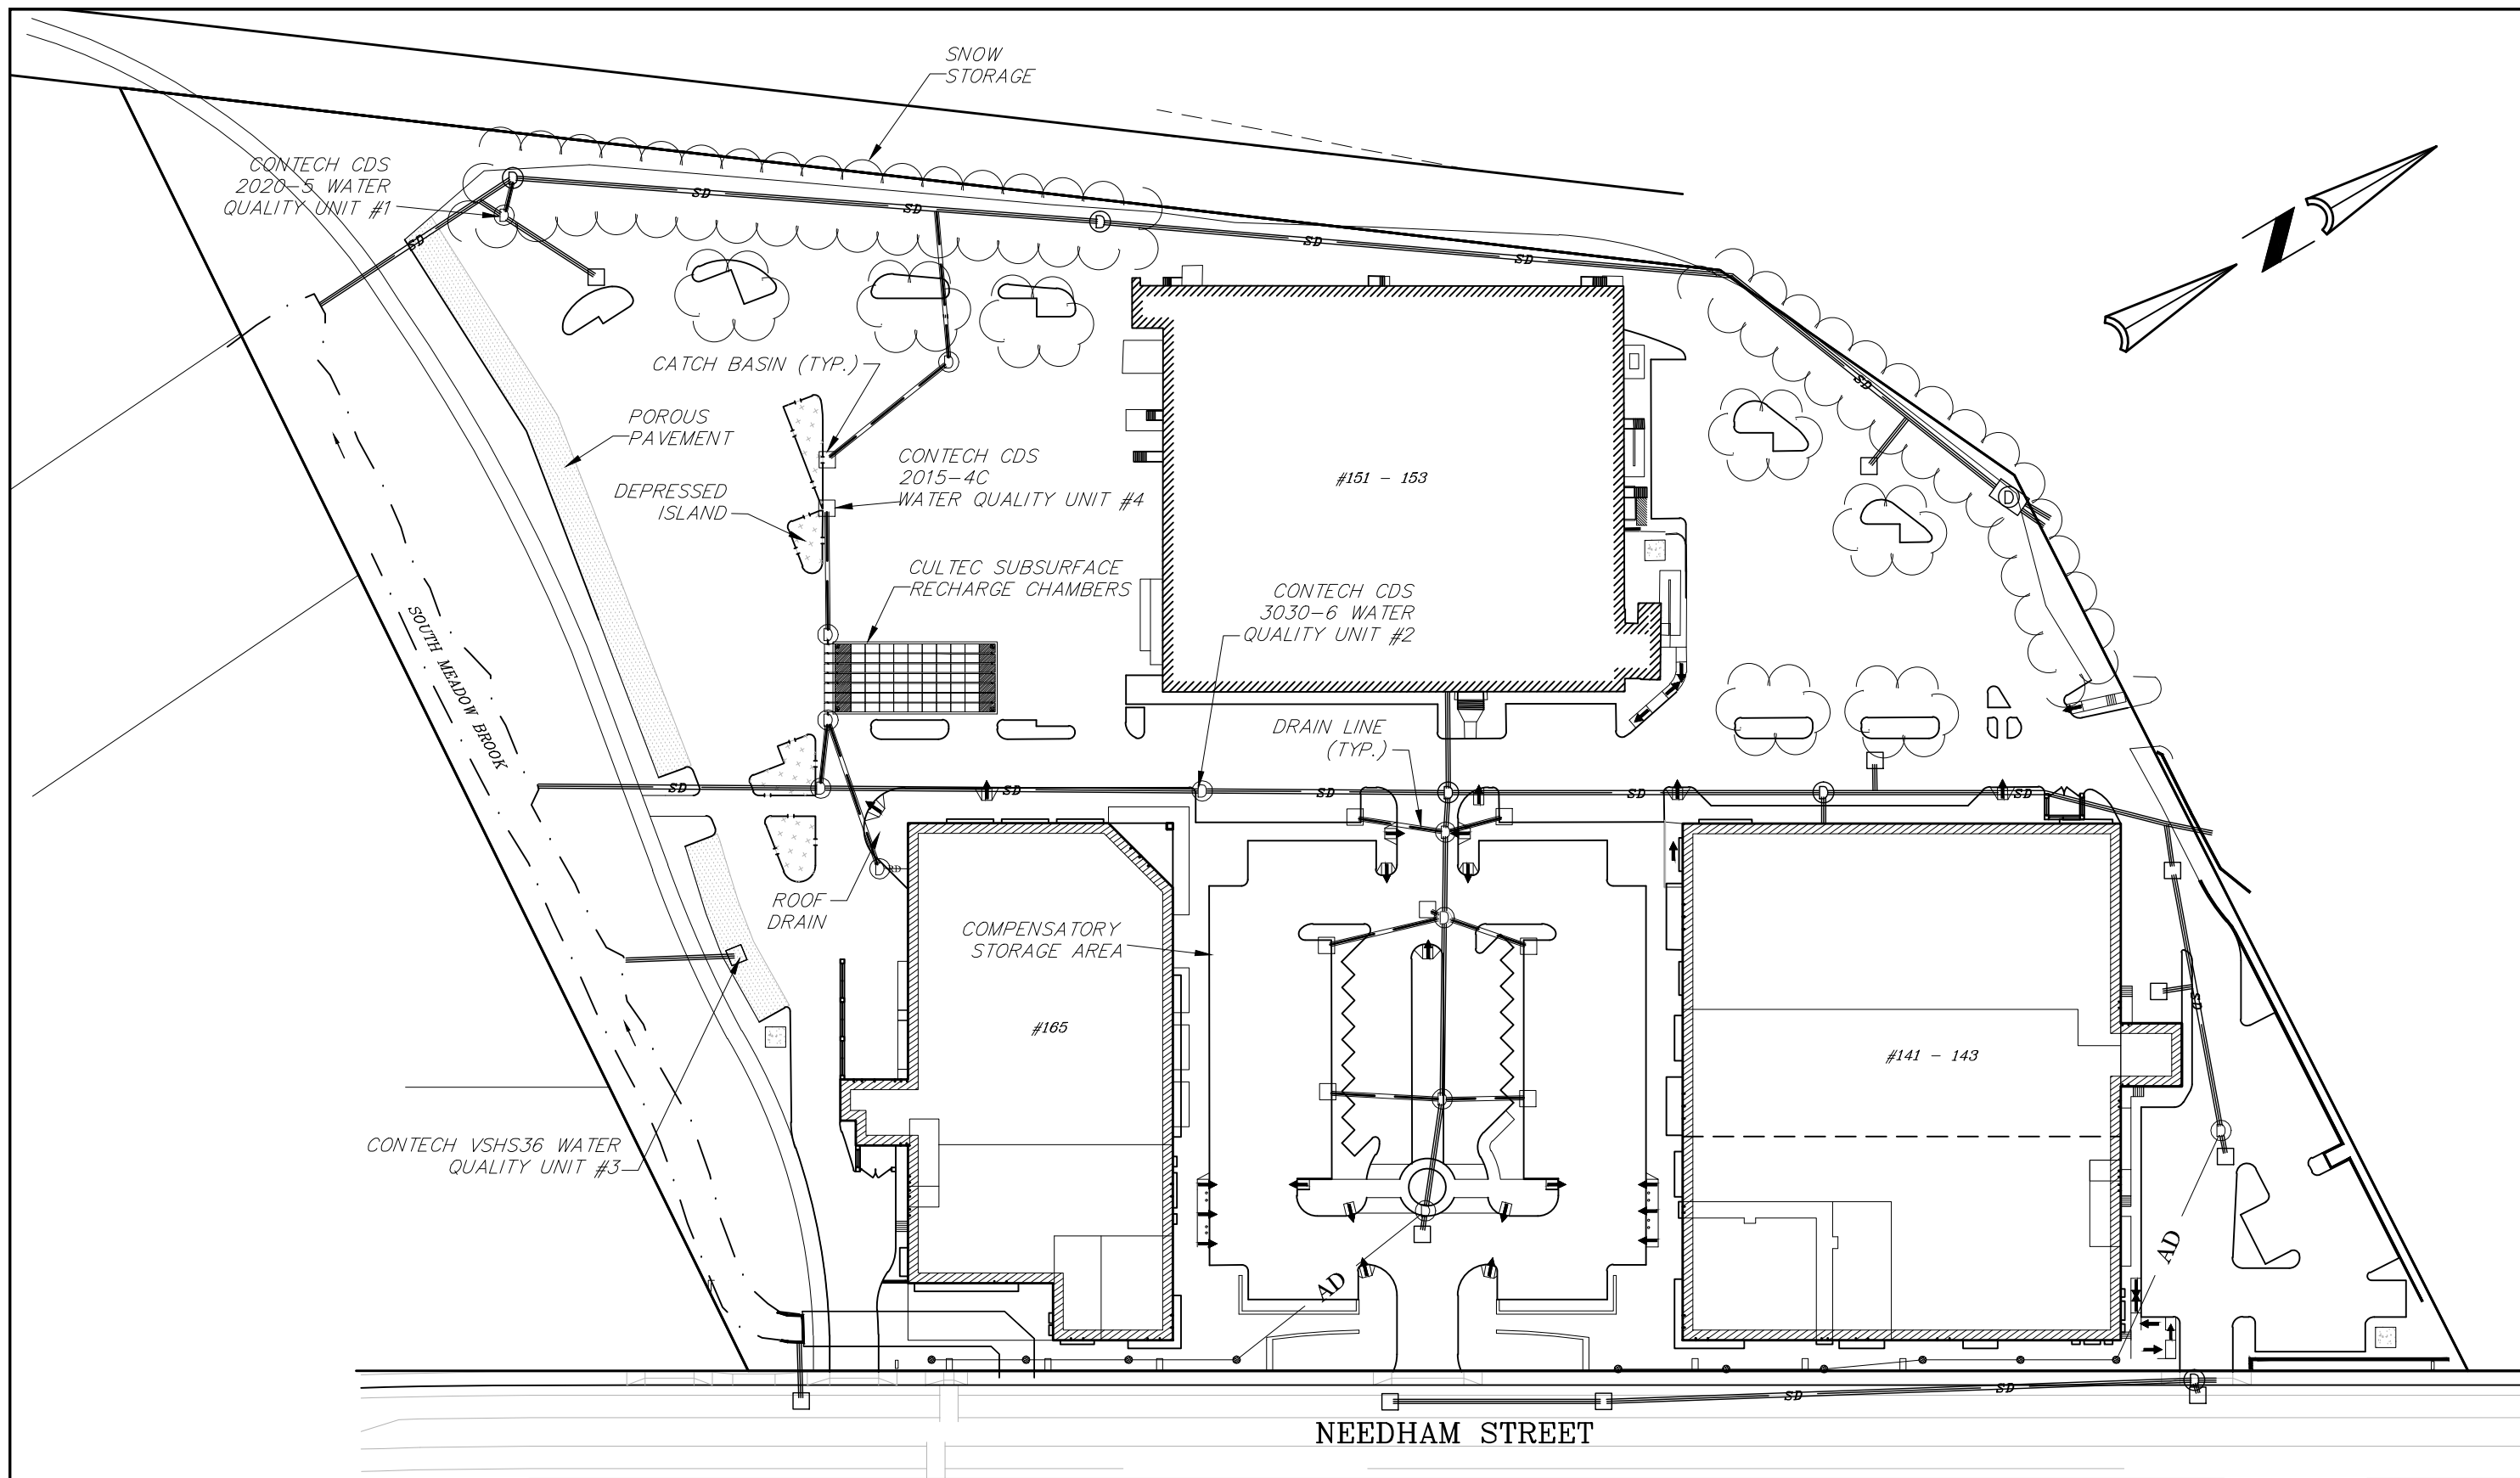 SNOW
STORAGE
CONTECH CDS
2020-5 WATER
QUALITY UNIT #1
D
SD
SD
D
SD
SD
D
SD
SD
CATCH BASIN (TYP.)
D
POROUS
PAVEMENT
CONTECH CDS
2015-4C
WATER QUALITY UNIT #4
DEPRESSED
ISLAND
#151 - 153
D
CULTEC SUBSURFACE
RECHARGE CHAMBERS
CONTECH CDS
3030-6 WATER
QUALITY UNIT #2
D
SOUTH MEADOW BROOK
D
DRAIN LINE
(TYP.)
SD
D
SD
D
SD
D
SD
D
SD
D
D
RD
ROOF
DRAIN
COMPENSATORY
STORAGE AREA
D
#165
#141 - 143
SD
D
D
CONTECH VSHS36 WATER
QUALITY UNIT #3
D
AD
AD
SD
SD
D
NEEDHAM STREET